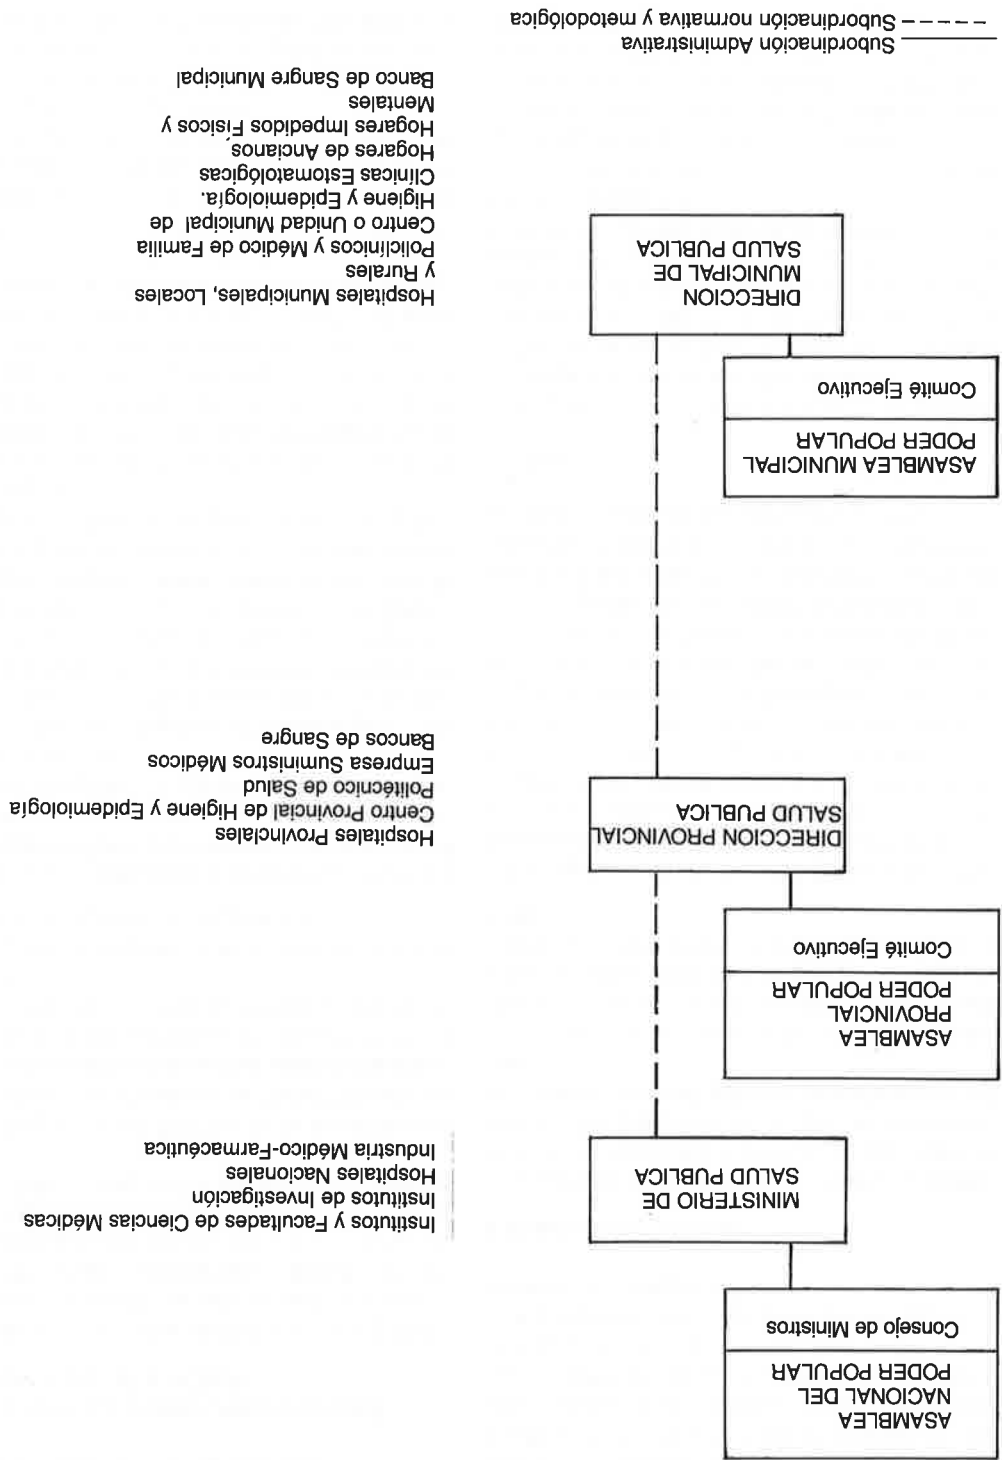 ASAMBLEA
NACIONAL DEL
PODER POPULAR
Consejo de Ministros
MINISTERIO DE
SALUD PUBLICA
Institutos y Facultades de Ciencias Médicas
Institutos de Investigación
Hospitales Nacionales
Industria Médico-Farmacéutica
ASAMBLEA
PROVINCIAL
PODER POPULAR
Comité Ejecutivo
DIRECCION PROVINCIAL
SALUD PUBLICA
Hospitales Provinciales
Centro Provincial de Higiene y Epidemiología
Politécnico de Salud
Empresa Suministros Médicos
Bancos de Sangre
ASAMBLEA MUNICIPAL
PODER POPULAR
Comité Ejecutivo
DIRECCION
MUNICIPAL DE
SALUD PUBLICA
Hospitales Municipales, Locales
y Rurales
Policlínicos y Médico de Familia
Centro o Unidad Municipal de
Higiene y Epidemiología.
Clínicas Estomatológicas
Hogares de Ancianos
Hogares Impedidos Físicos y
Mentales
Banco de Sangre Municipal
Subordinación Administrativa
Subordinación normativa y metodológica